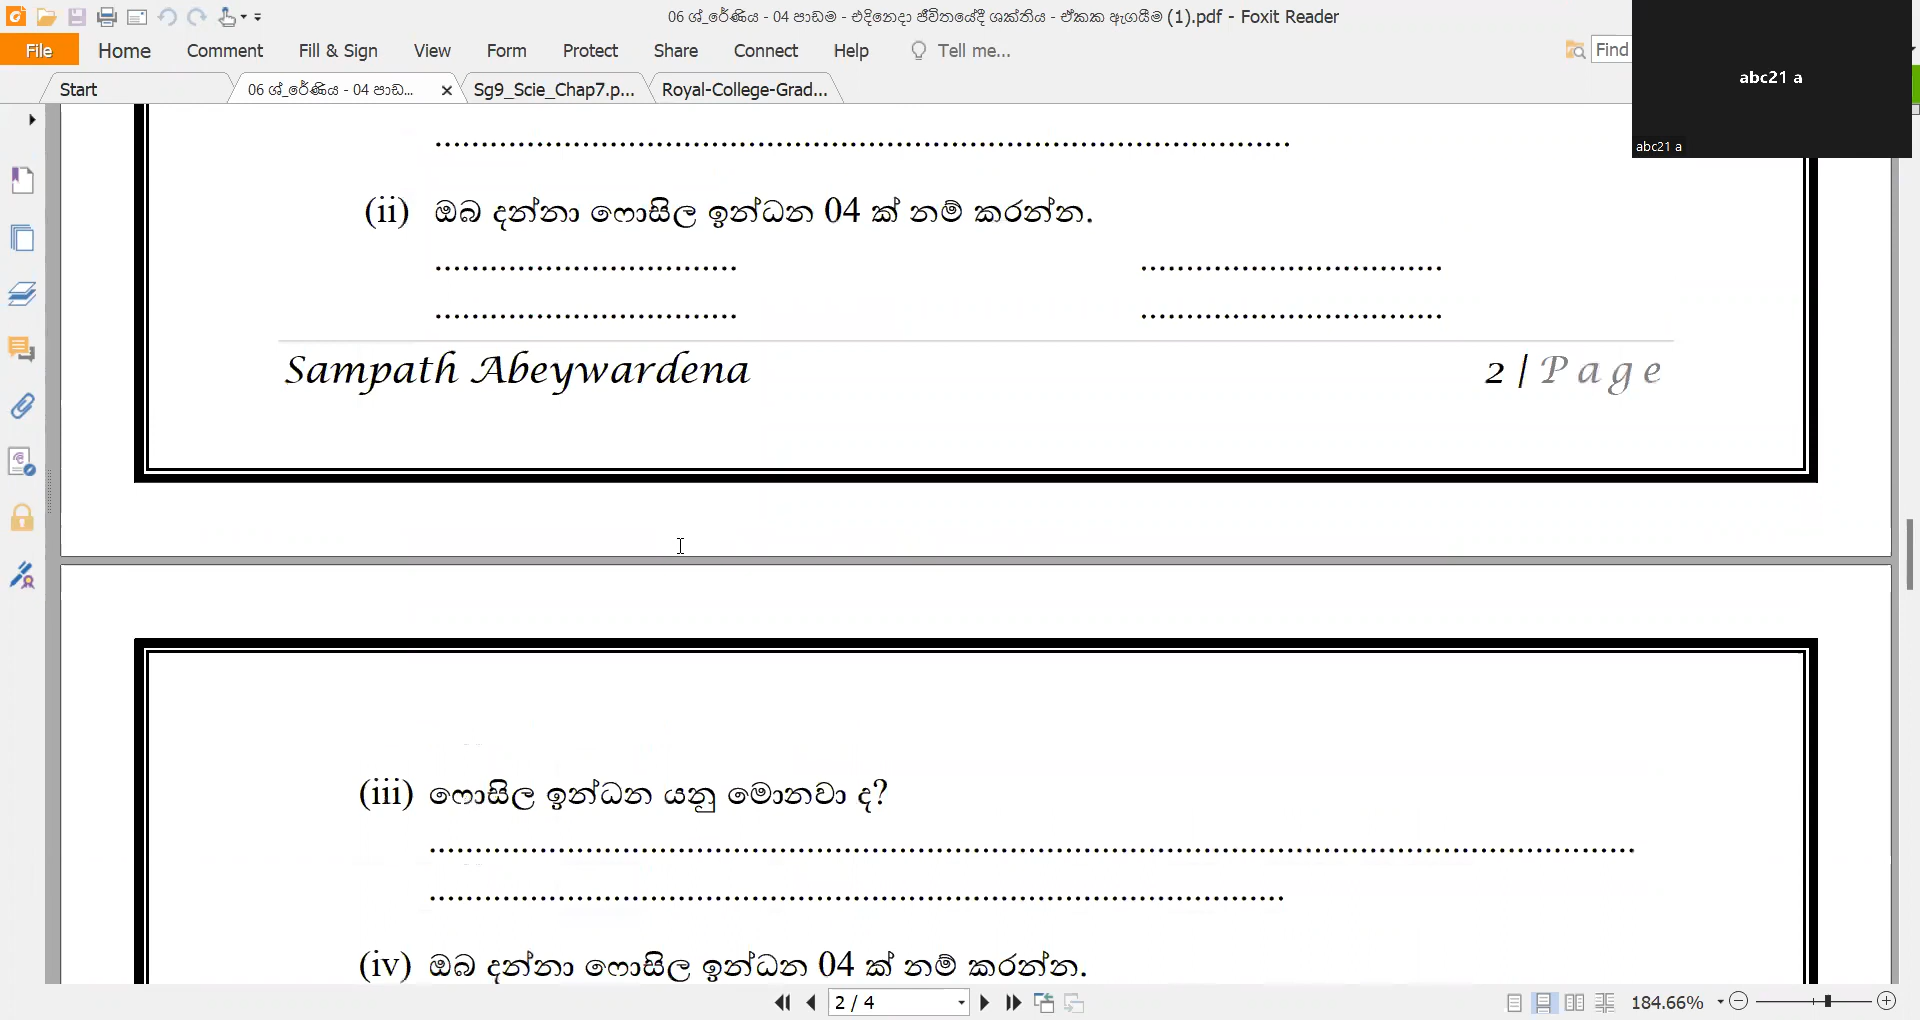 06 ශ්‍රේණිය - 04 පාඩම - එදිනෙදා ජීවිතයේදී ශක්තිය - ඒකක ඇගයීම (1).pdf - Foxit Reader
File Home Comment Fill & Sign View Form Protect Share Connect Help Tell me... Find
Start 06 ශ්‍රේණිය - 04 පාඩ... Sg9_Scie_Chap7.p... Royal-College-Grad...
abc21 a
abc21 a
................................................................................
(ii) ඔබ දන්නා ෆොසිල ඉන්ධන 04 ක් නම් කරන්න.
................................. .................................
................................. .................................
Sampath Abeywardena 2 | Page
(iii) ෆොසිල ඉන්ධන යනු මොනවා ද?
................................................................................
................................................................................
(iv) ඔබ දන්නා ෆොසිල ඉන්ධන 04 ක් නම් කරන්න.
2 / 4 184.66%